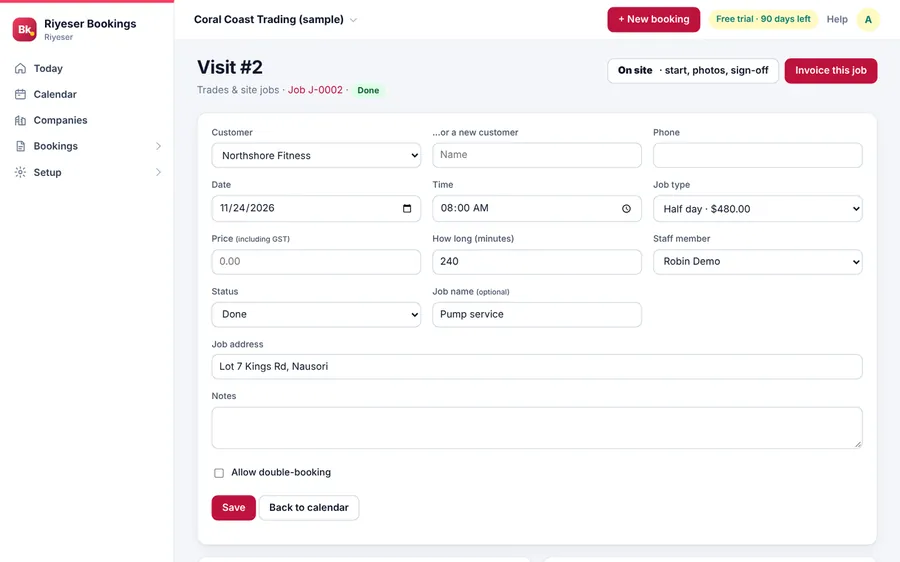 Bk
Riyeser Bookings
Riyeser
Today
Calendar
Companies
Bookings
Setup
Coral Coast Trading (sample)
+ New booking
Free trial · 90 days left
Help
A
Visit #2
Trades & site jobs · Job J-0002 · Done
On site · start, photos, sign-off
Invoice this job
Customer
...or a new customer
Phone
Northshore Fitness
Name
Date
Time
Job type
11/24/2026
08:00 AM
Half day · $480.00
Price (including GST)
How long (minutes)
Staff member
0.00
240
Robin Demo
Status
Job name (optional)
Done
Pump service
Job address
Lot 7 Kings Rd, Nausori
Notes
Allow double-booking
Save
Back to calendar